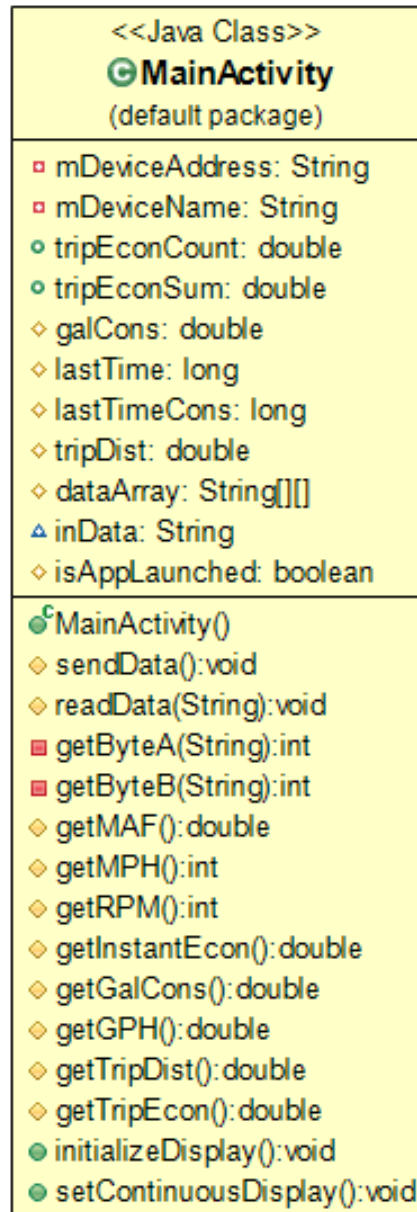 <<Java Class>>
MainActivity
(default package)
mDeviceAddress: String
mDeviceName: String
tripEconCount: double
tripEconSum: double
galCons: double
lastTime: long
lastTimeCons: long
tripDist: double
dataArray: String[][]
inData: String
isAppLaunched: boolean
MainActivity()
sendData():void
readData(String):void
getByteA(String):int
getByteB(String):int
getMAF():double
getMPH():int
getRPM():int
getInstantEcon():double
getGalCons():double
getGPH():double
getTripDist():double
getTripEcon():double
initializeDisplay():void
setContinuousDisplay():void